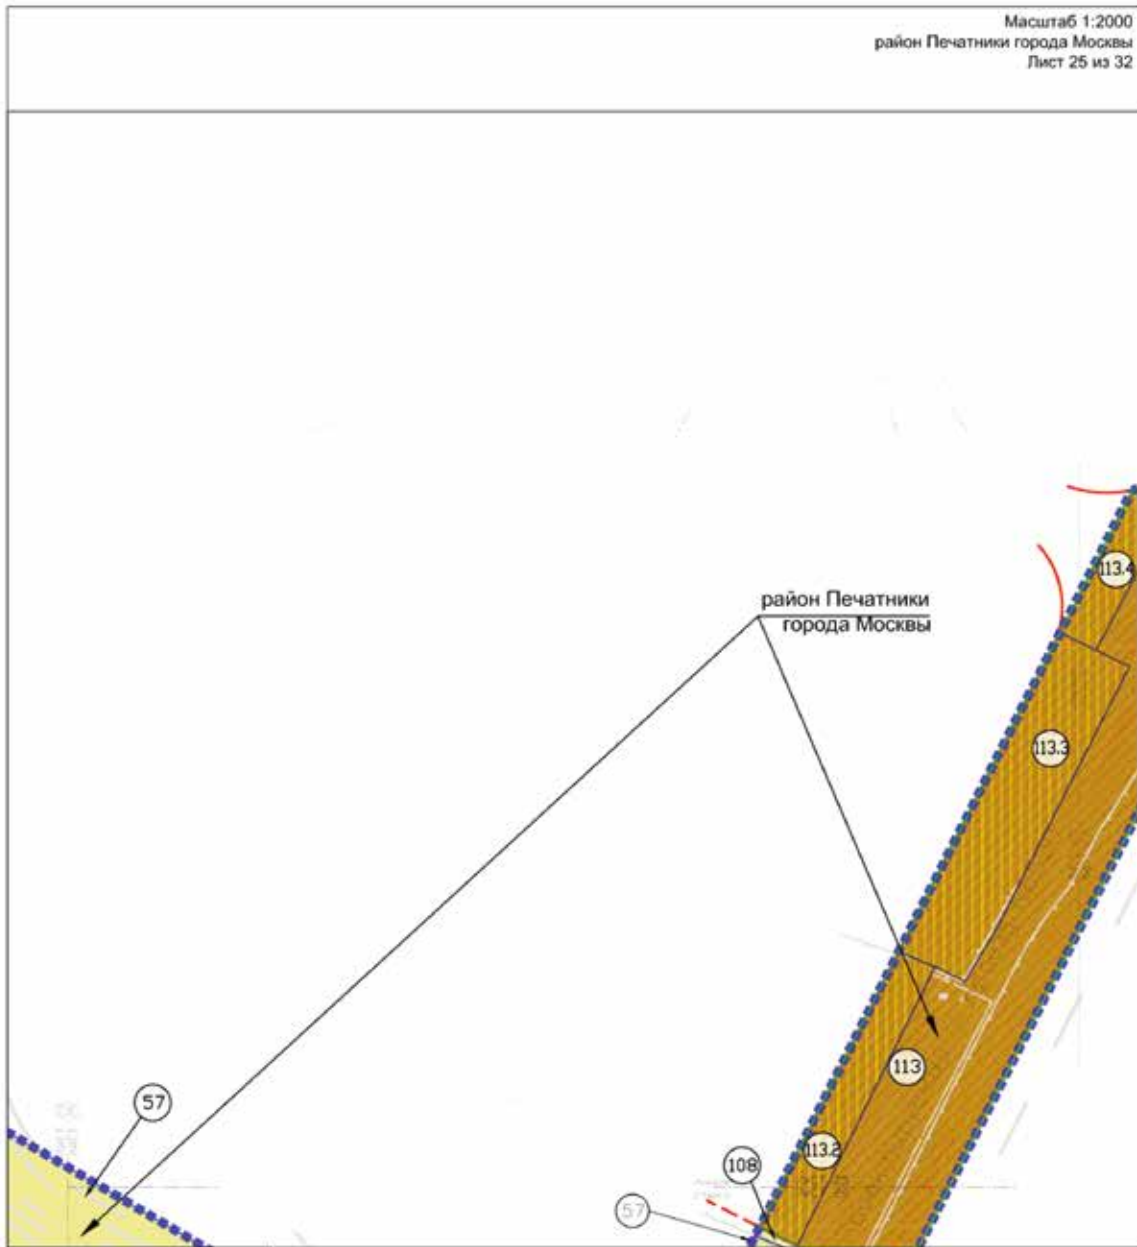 Масштаб 1:2000
район Печатники города Москвы
Лист 25 из 32
113.4
район Печатники
города Москвы
113.3
113
57
113.2
108
57